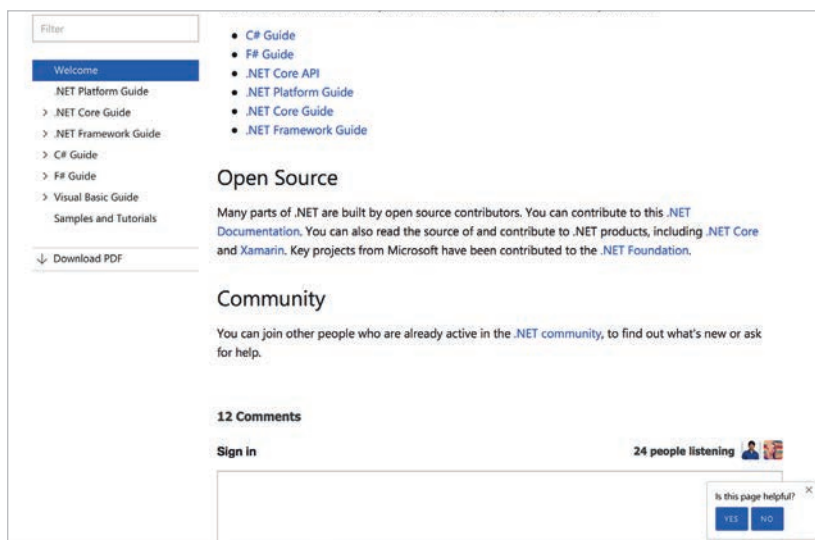 Filter
Welcome
.NET Platform Guide
.NET Core Guide
.NET Framework Guide
C# Guide
F# Guide
Visual Basic Guide
Samples and Tutorials
Download PDF
C# Guide
F# Guide
.NET Core API
.NET Platform Guide
.NET Core Guide
.NET Framework Guide
Open Source
Many parts of .NET are built by open source contributors. You can contribute to this .NET
Documentation. You can also read the source of and contribute to .NET products, including .NET Core
and Xamarin. Key projects from Microsoft have been contributed to the .NET Foundation.
Community
You can join other people who are already active in the .NET community, to find out what's new or ask
for help.
12 Comments
Sign in
24 people listening
Is this page helpful?
YES NO